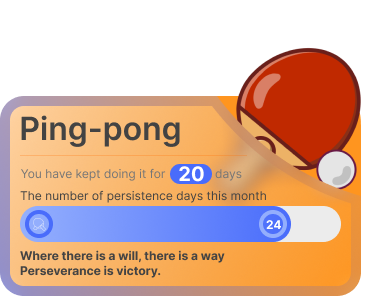 Ping-pong
You have kept doing it for 20 days
The number of persistence days this month
24
Where there is a will, there is a way
Perseverance is victory.